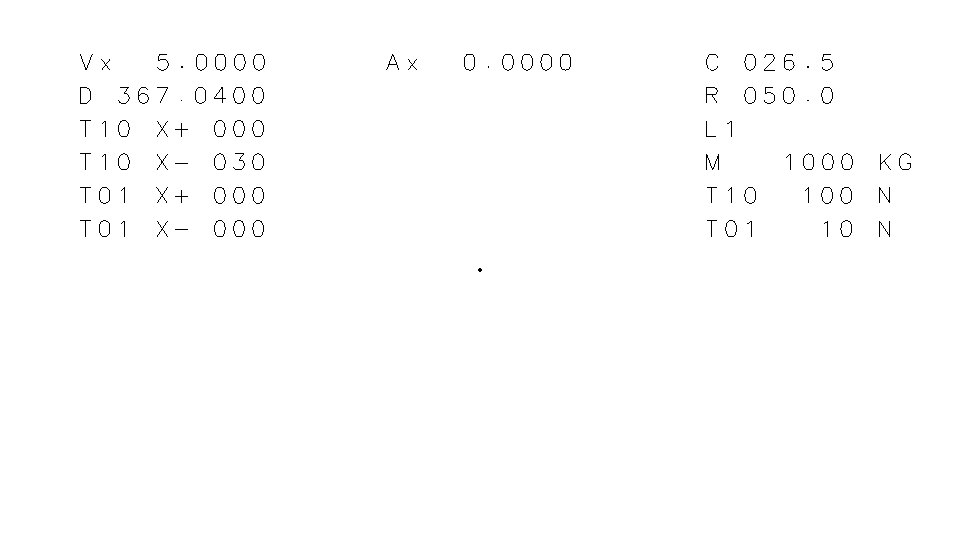 Vx 5.0000 Ax 0.0000 C 026.5
D 367.0400 R 050.0
T10 X+ 000 L1
T10 X- 030 M 1000 KG
T01 X+ 000 T10 100 N
T01 X- 000 T01 10 N